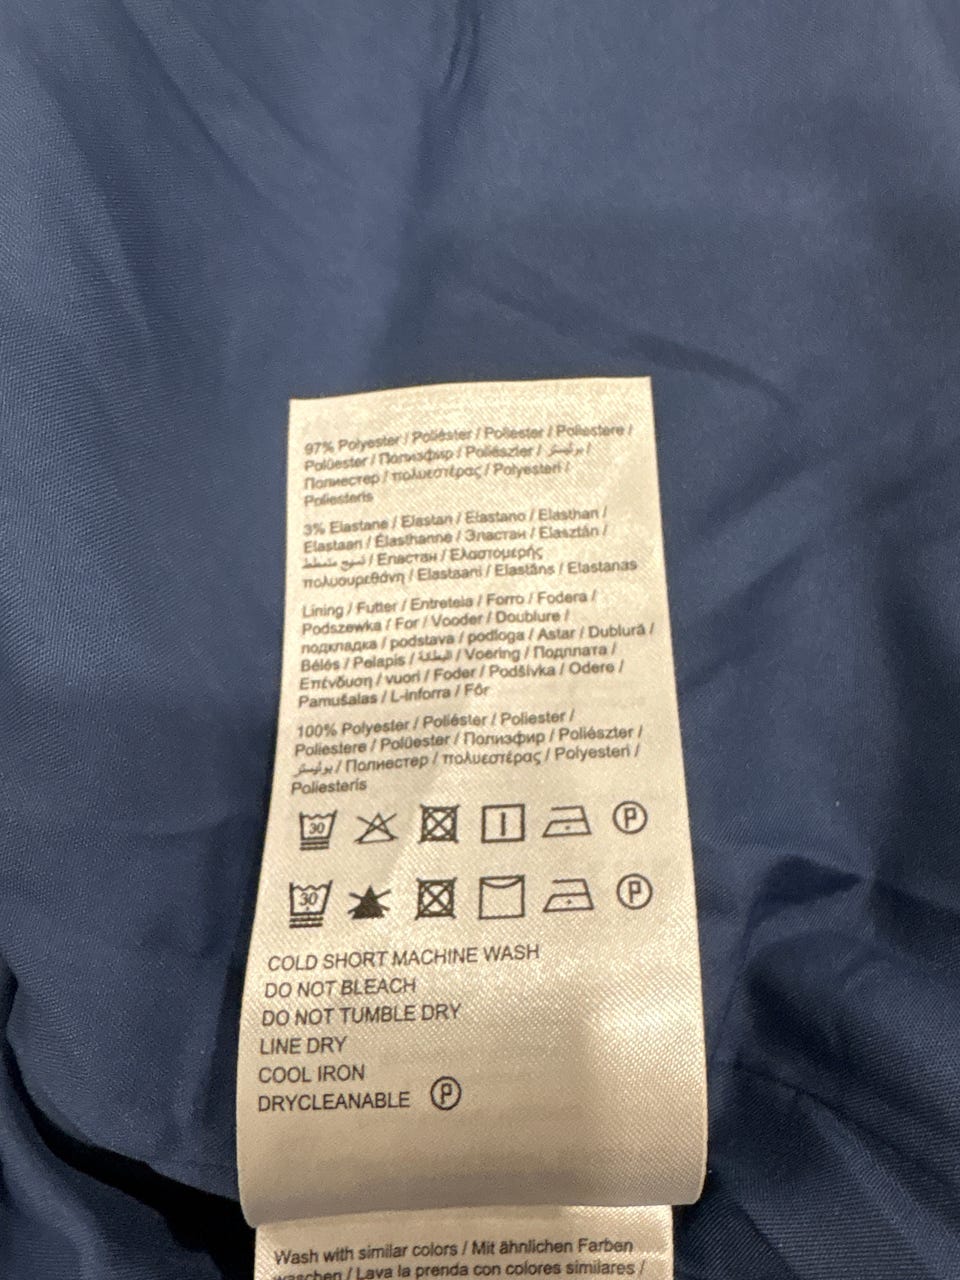 97% Polyester / Poliéster / Poliester / Poliestere /
Polüester / Полиэфир / Poliészter / بوليستر /
Полиестер / πολυεστέρας / Polyesteri /
Poliesteris
3% Elastane / Elastan / Elastano / Elasthan /
Elastaan / Élasthanne / Эластан / Elasztán /
نسيج مطط / Еластан / Ελαστομερής
πολυουρεθάνη / Elastaani / Elastāns / Elastanas
Lining / Futter / Entretela / Forro / Fodera /
Podszewka / For / Vooder / Doublure /
подкладка / podstava / podloga / Astar / Dublură /
Bélés / Pelapis / البطانة / Voering / Подплата /
Επένδυση / vuori / Foder / Podšívka / Odere /
Pamušalas / L-inforra / Fôr
100% Polyester / Poliéster / Poliester /
Poliestere / Polüester / Полиэфир / Poliészter /
بوليستر / Полиестер / πολυεστέρας / Polyesteri /
Poliesteris
30 P
30 P
COLD SHORT MACHINE WASH
DO NOT BLEACH
DO NOT TUMBLE DRY
LINE DRY
COOL IRON
DRYCLEANABLE P
Wash with similar colors / Mit ähnlichen Farben
waschen / Lava la prenda con colores similares /